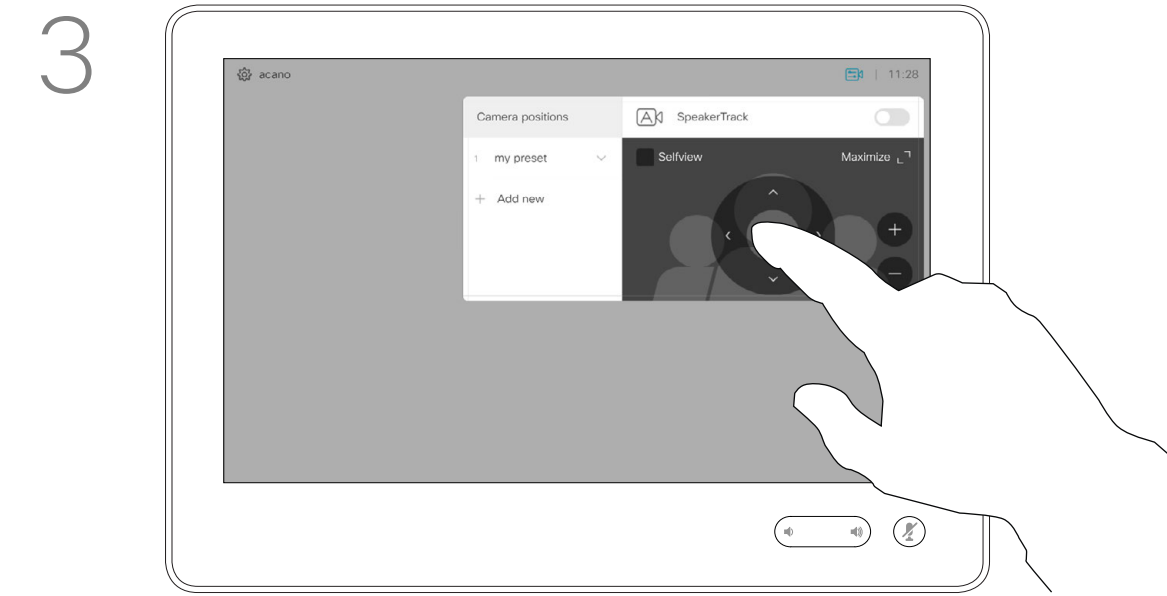 3
acano
11:28
Camera positions
SpeakerTrack
1 my preset
Selfview
Maximize
+ Add new